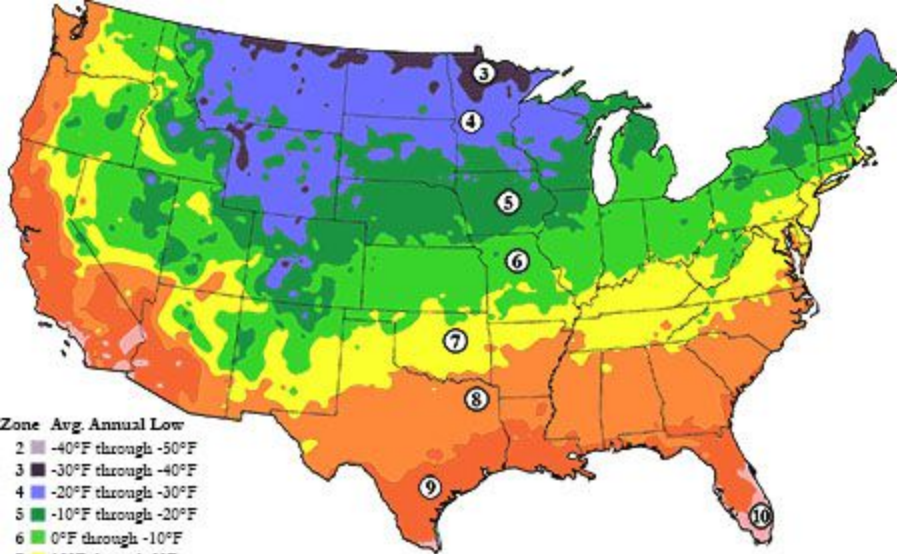 3
4
5
6
7
8
9
10
Zone Avg. Annual Low
2 -40°F through -50°F
3 -30°F through -40°F
4 -20°F through -30°F
5 -10°F through -20°F
6 0°F through -10°F